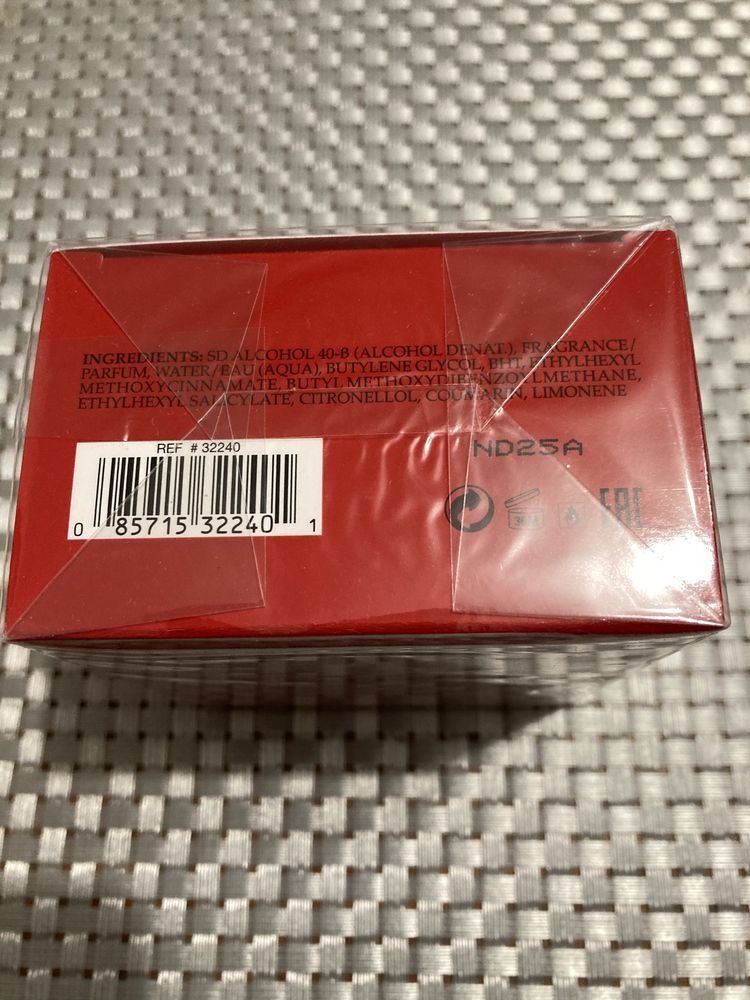 INGREDIENTS: SD ALCOHOL 40-B (ALCOHOL DENAT.), FRAGRANCE/
PARFUM, WATER/EAU (AQUA), BUTYLENE GLYCOL, BHT, ETHYLHEXYL
METHOXYCINNAMATE, BUTYL METHOXYDIBENZOYLMETHANE,
ETHYLHEXYL SALICYLATE, CITRONELLOL, COUMARIN, LIMONENE
REF # 32240
0 85715 32240 1
ND25A
36M
EAC